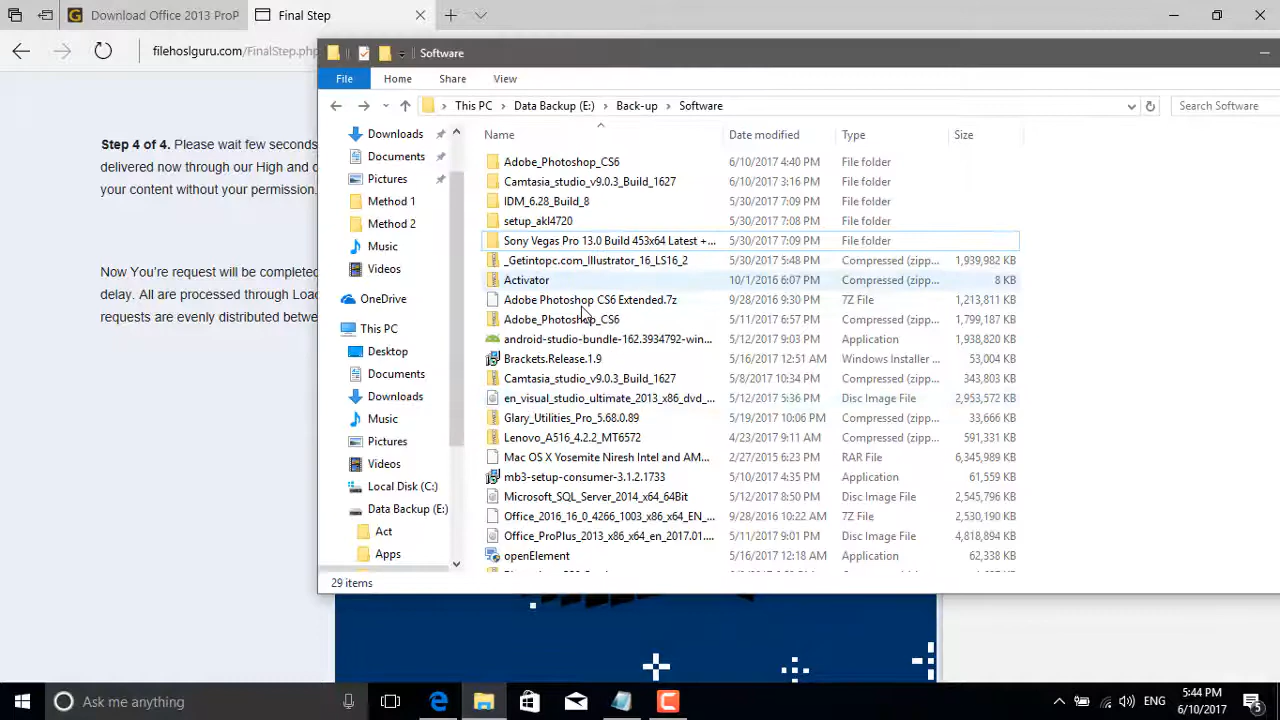 Download Office 2013 ProP
Final Step
filehoslguru.com/FinalStep.php
Step 4 of 4. Please wait few seconds
delivered now through our High and c
your content without your permission.
Now You're request will be completed
delay. All are processed through Load
requests are evenly distributed betwe
Software
File Home Share View
This PC > Data Backup (E:) > Back-up > Software
Search Software
Downloads
Documents
Pictures
Method 1
Method 2
Music
Videos
OneDrive
This PC
Desktop
Documents
Downloads
Music
Pictures
Videos
Local Disk (C:)
Data Backup (E:)
Act
Apps
Name Date modified Type Size
Adobe_Photoshop_CS6 6/10/2017 4:40 PM File folder
Camtasia_studio_v9.0.3_Build_1627 6/10/2017 3:16 PM File folder
IDM_6.28_Build_8 5/30/2017 7:09 PM File folder
setup_akl4720 5/30/2017 7:08 PM File folder
Sony Vegas Pro 13.0 Build 453x64 Latest +... 5/30/2017 7:09 PM File folder
_Getintopc.com_Illustrator_16_LS16_2 5/30/2017 5:48 PM Compressed (zipp... 1,939,982 KB
Activator 10/1/2016 6:07 PM Compressed (zipp... 8 KB
Adobe Photoshop CS6 Extended.7z 9/28/2016 9:30 PM 7Z File 1,213,811 KB
Adobe_Photoshop_CS6 5/11/2017 6:57 PM Compressed (zipp... 1,799,187 KB
android-studio-bundle-162.3934792-win... 5/12/2017 9:03 PM Application 1,938,820 KB
Brackets.Release.1.9 5/16/2017 12:51 AM Windows Installer ... 53,004 KB
Camtasia_studio_v9.0.3_Build_1627 5/8/2017 10:34 PM Compressed (zipp... 343,803 KB
en_visual_studio_ultimate_2013_x86_dvd_... 5/12/2017 5:36 PM Disc Image File 2,953,572 KB
Glary_Utilities_Pro_5.68.0.89 5/19/2017 10:06 PM Compressed (zipp... 33,666 KB
Lenovo_A516_4.2.2_MT6572 4/23/2017 9:11 AM Compressed (zipp... 591,331 KB
Mac OS X Yosemite Niresh Intel and AM... 2/27/2015 6:23 PM RAR File 6,345,989 KB
mb3-setup-consumer-3.1.2.1733 5/10/2017 4:35 PM Application 61,559 KB
Microsoft_SQL_Server_2014_x64_64Bit 5/12/2017 8:50 PM Disc Image File 2,545,796 KB
Office_2016_16_0_4266_1003_x86_x64_EN_... 9/28/2016 10:22 AM 7Z File 2,530,190 KB
Office_ProPlus_2013_x86_x64_en_2017.01.... 5/11/2017 9:01 PM Disc Image File 4,818,894 KB
openElement 5/16/2017 12:18 AM Application 62,338 KB
29 items
Ask me anything
ENG
5:44 PM
6/10/2017
5